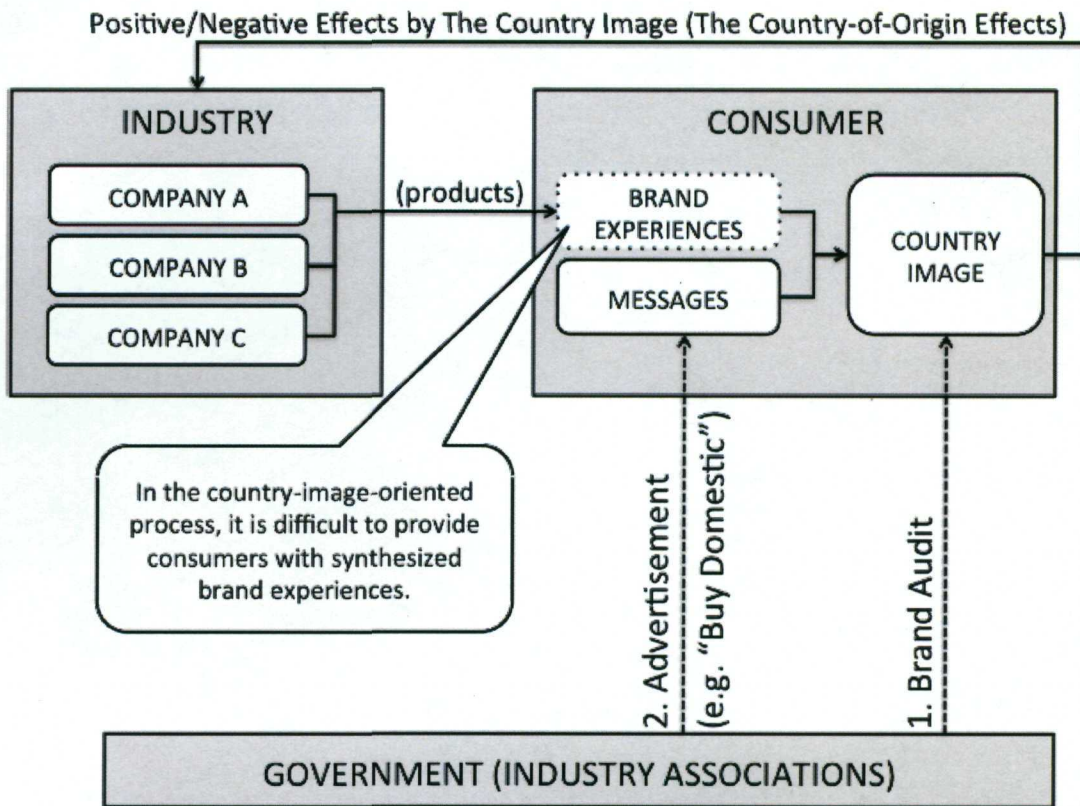 Positive/Negative Effects by The Country Image (The Country-of-Origin Effects)
INDUSTRY
COMPANY A
COMPANY B
COMPANY C
(products)
CONSUMER
BRAND
EXPERIENCES
MESSAGES
COUNTRY
IMAGE
In the country-image-oriented
process, it is difficult to provide
consumers with synthesized
brand experiences.
2. Advertisement
(e.g. “Buy Domestic”)
1. Brand Audit
GOVERNMENT (INDUSTRY ASSOCIATIONS)